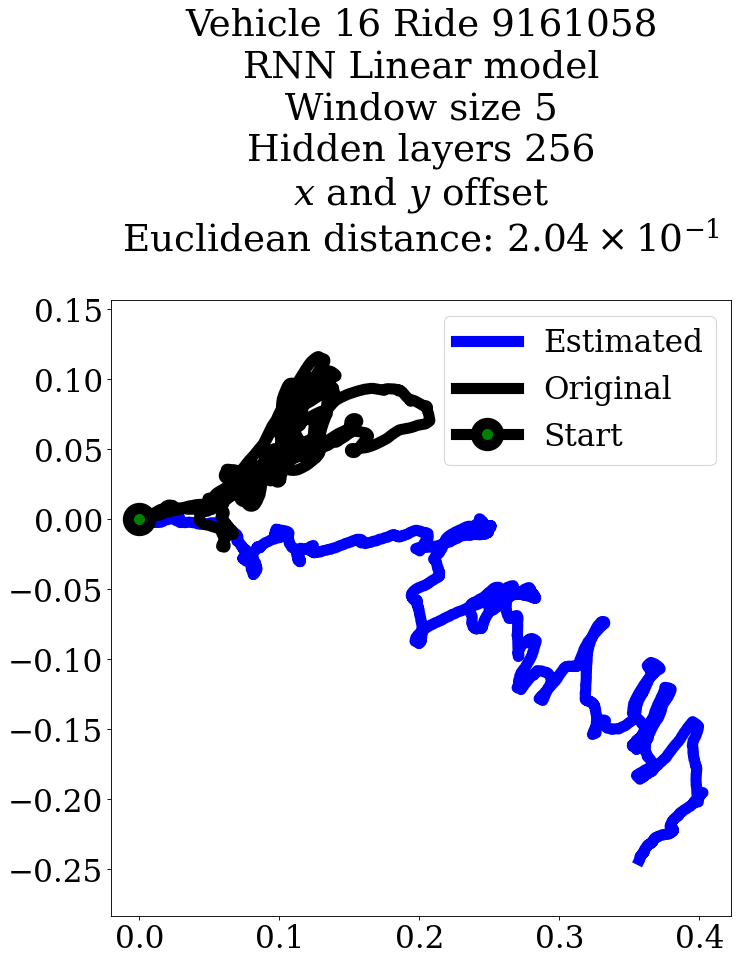 Vehicle 16 Ride 9161058
RNN Linear model
Window size 5
Hidden layers 256
x and y offset
Euclidean distance: 2.04 × 10⁻¹
0.15
0.10
0.05
0.00
−0.05
−0.10
−0.15
−0.20
−0.25
Estimated
Original
Start
0.0 0.1 0.2 0.3 0.4